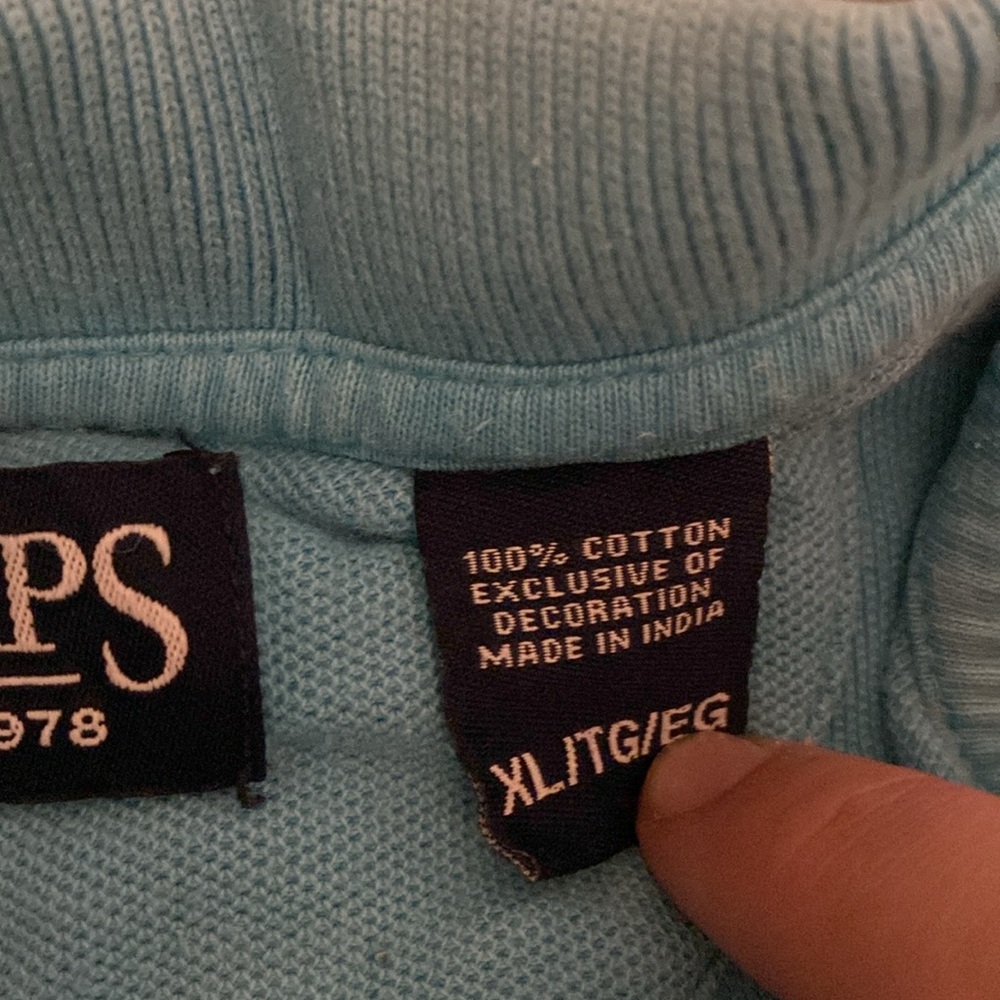 PS
978
100% COTTON
EXCLUSIVE OF
DECORATION
MADE IN INDIA
XL/TG/EG